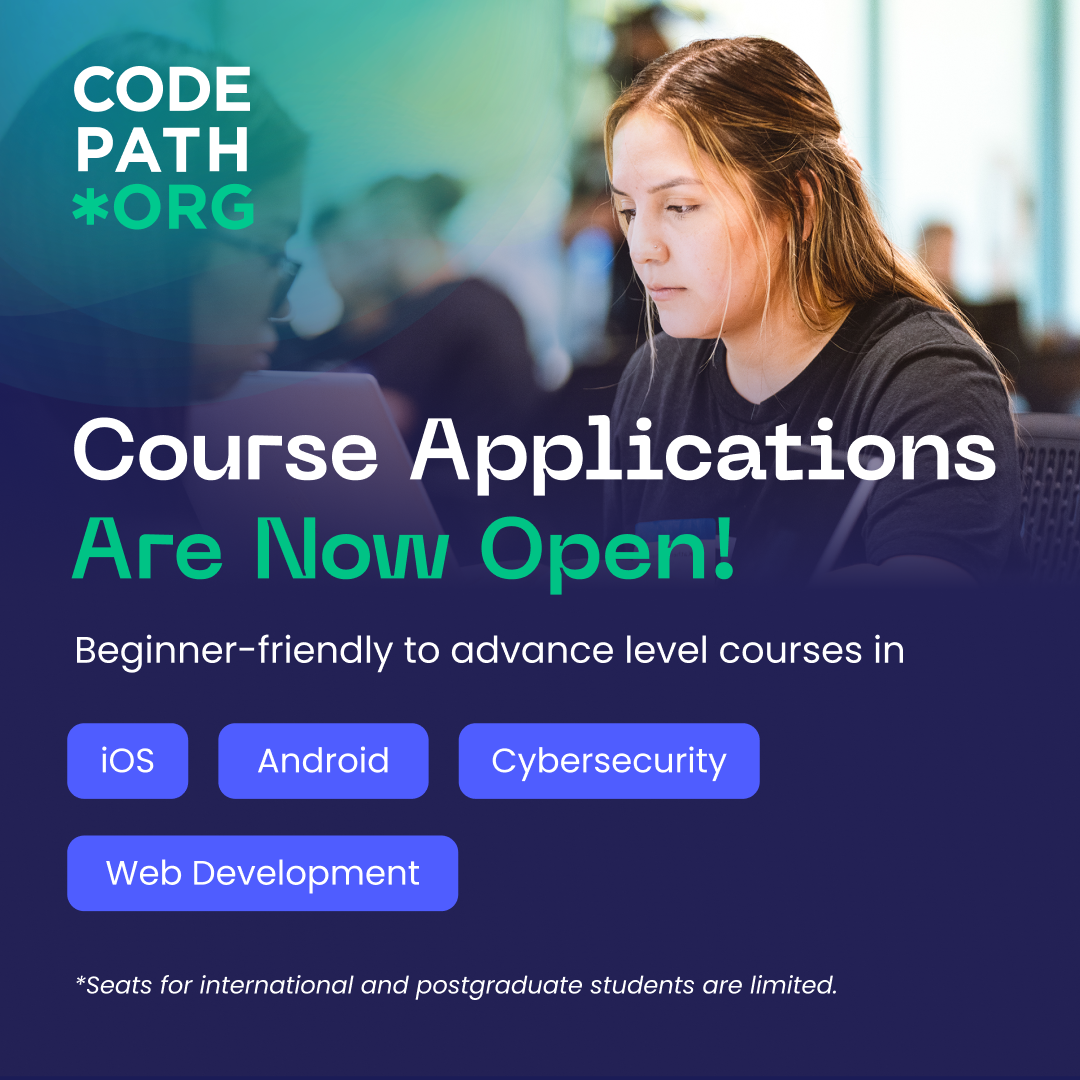 CODE
PATH
*ORG
Course Applications
Are Now Open!
Beginner-friendly to advance level courses in
iOS Android Cybersecurity
Web Development
*Seats for international and postgraduate students are limited.